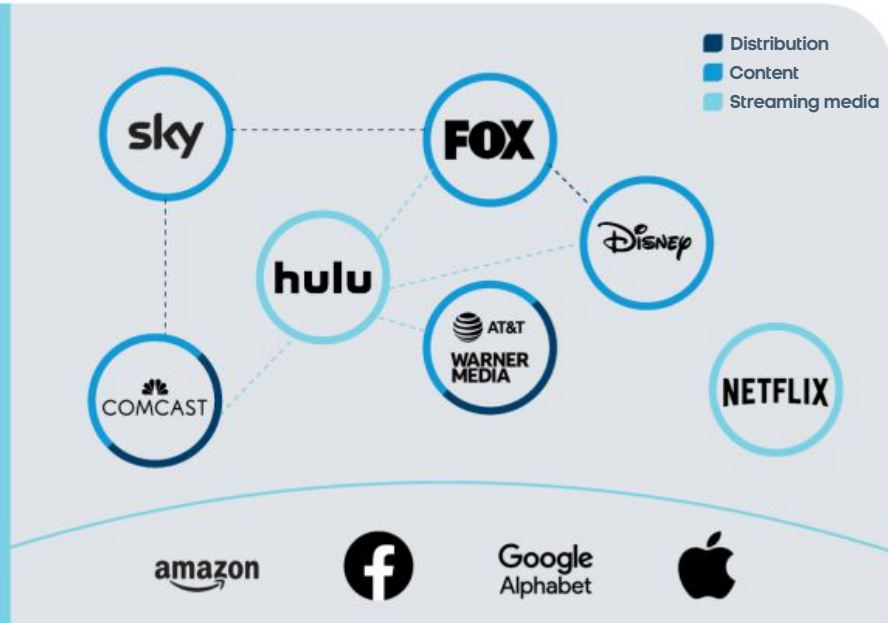 Distribution
Content
Streaming media
sky
FOX
DISNEY
hulu
AT&T
WARNER
MEDIA
COMCAST
NETFLIX
amazon
Google
Alphabet